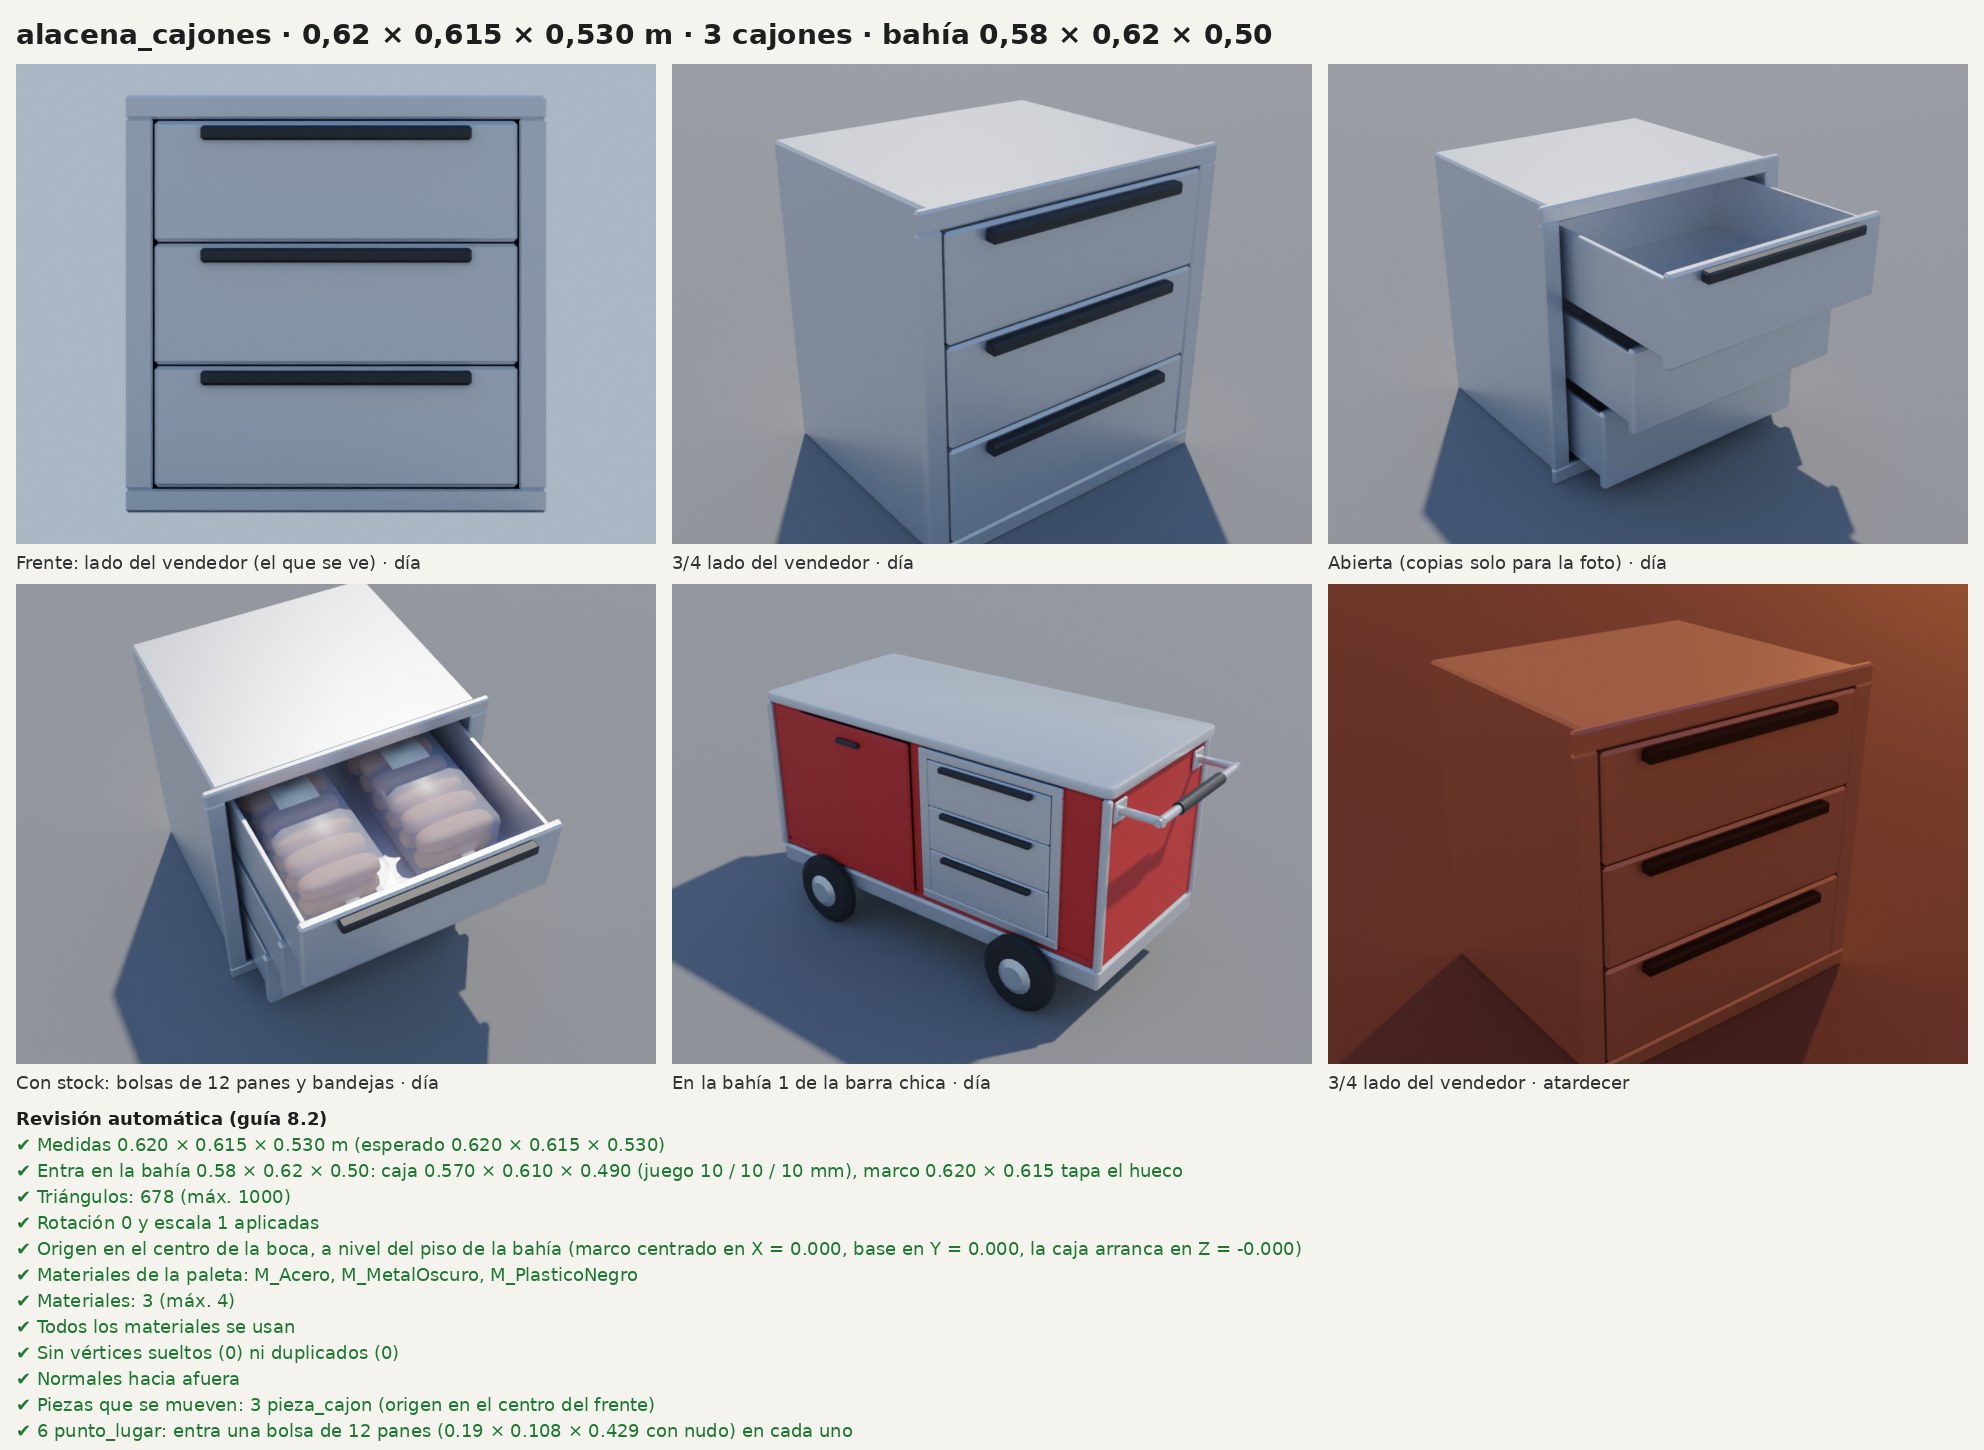 alacena_cajones · 0,62 × 0,615 × 0,530 m · 3 cajones · bahía 0,58 × 0,62 × 0,50
Frente: lado del vendedor (el que se ve) · día
3/4 lado del vendedor · día
Abierta (copias solo para la foto) · día
Con stock: bolsas de 12 panes y bandejas · día
En la bahía 1 de la barra chica · día
3/4 lado del vendedor · atardecer
Revisión automática (guía 8.2)
✔ Medidas 0.620 × 0.615 × 0.530 m (esperado 0.620 × 0.615 × 0.530)
✔ Entra en la bahía 0.58 × 0.62 × 0.50: caja 0.570 × 0.610 × 0.490 (juego 10 / 10 / 10 mm), marco 0.620 × 0.615 tapa el hueco
✔ Triángulos: 678 (máx. 1000)
✔ Rotación 0 y escala 1 aplicadas
✔ Origen en el centro de la boca, a nivel del piso de la bahía (marco centrado en X = 0.000, base en Y = 0.000, la caja arranca en Z = -0.000)
✔ Materiales de la paleta: M_Acero, M_MetalOscuro, M_PlasticoNegro
✔ Materiales: 3 (máx. 4)
✔ Todos los materiales se usan
✔ Sin vértices sueltos (0) ni duplicados (0)
✔ Normales hacia afuera
✔ Piezas que se mueven: 3 pieza_cajon (origen en el centro del frente)
✔ 6 punto_lugar: entra una bolsa de 12 panes (0.19 × 0.108 × 0.429 con nudo) en cada uno